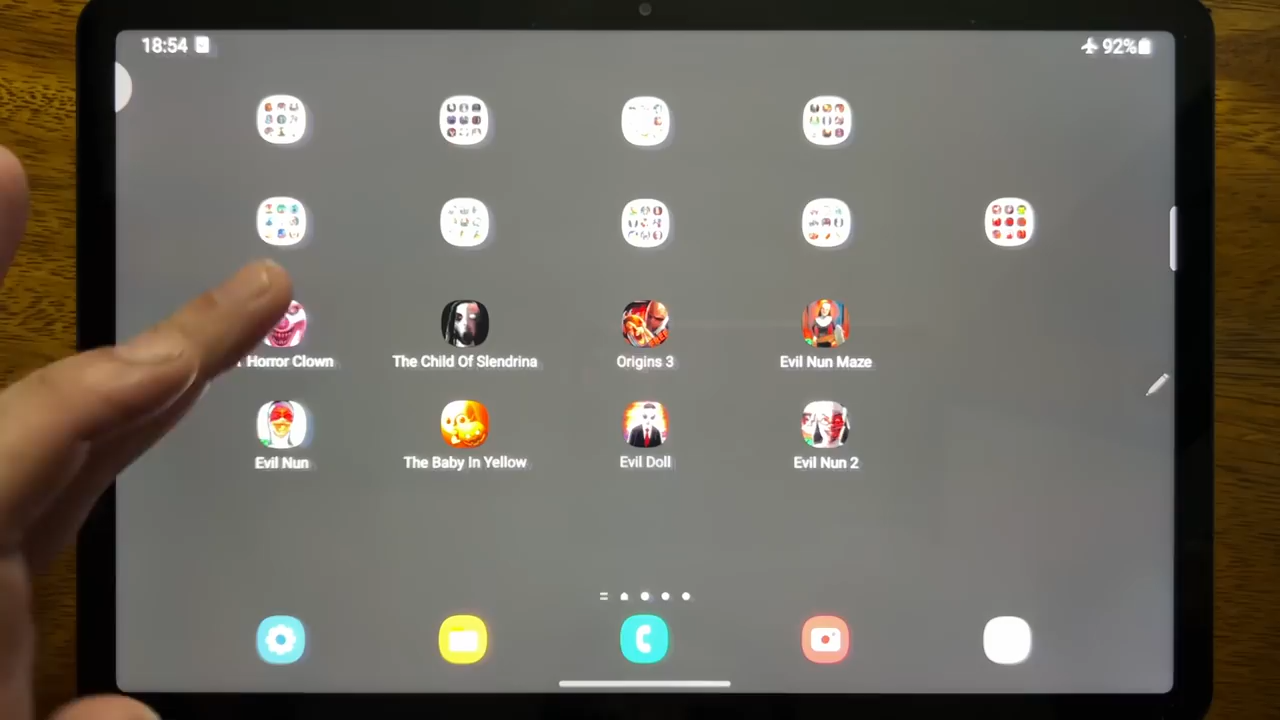 18:54
92%
Horror Clown
The Child Of Slendrina
Origins 3
Evil Nun Maze
Evil Nun
The Baby In Yellow
Evil Doll
Evil Nun 2